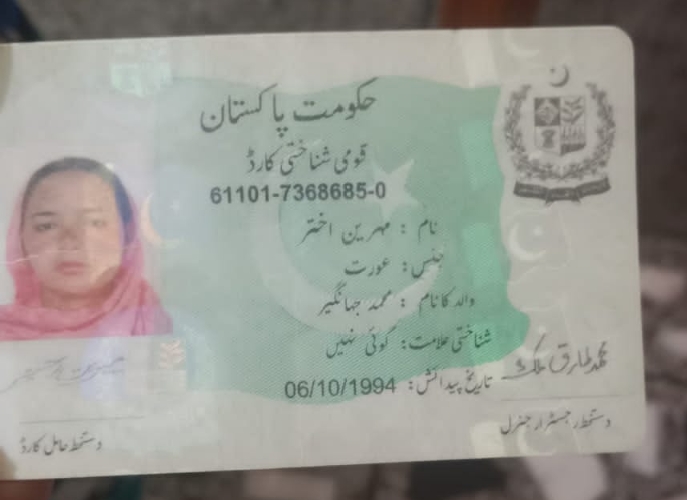 حکومت پاکستان
قومی شناختی کارڈ
61101-7368685-0
نام : مہرین اختر
جنس: عورت
والد کا نام : محمد جہانگیر
شناختی علامت: کوئی نہیں
تاریخ پیدائش: 06/10/1994
محمد طارق ملک
دستخط رجسٹرار جنرل
دستخط حامل کارڈ